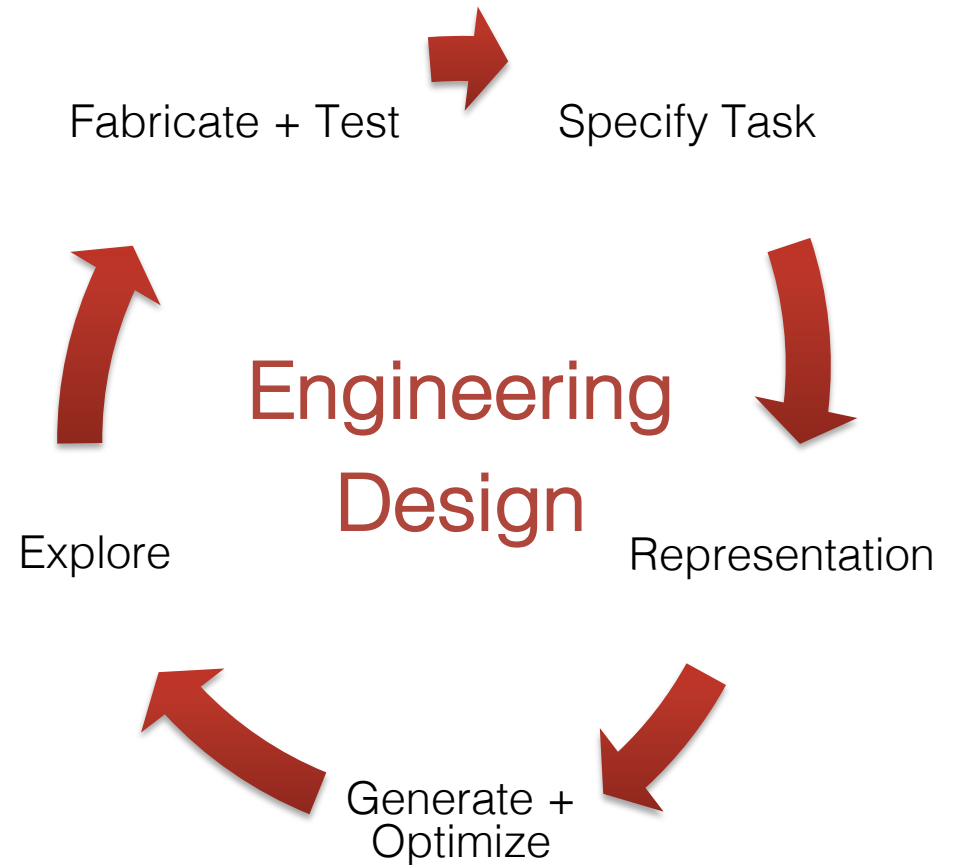 Fabricate + Test
Specify Task
Engineering
Design
Explore
Representation
Generate +
Optimize